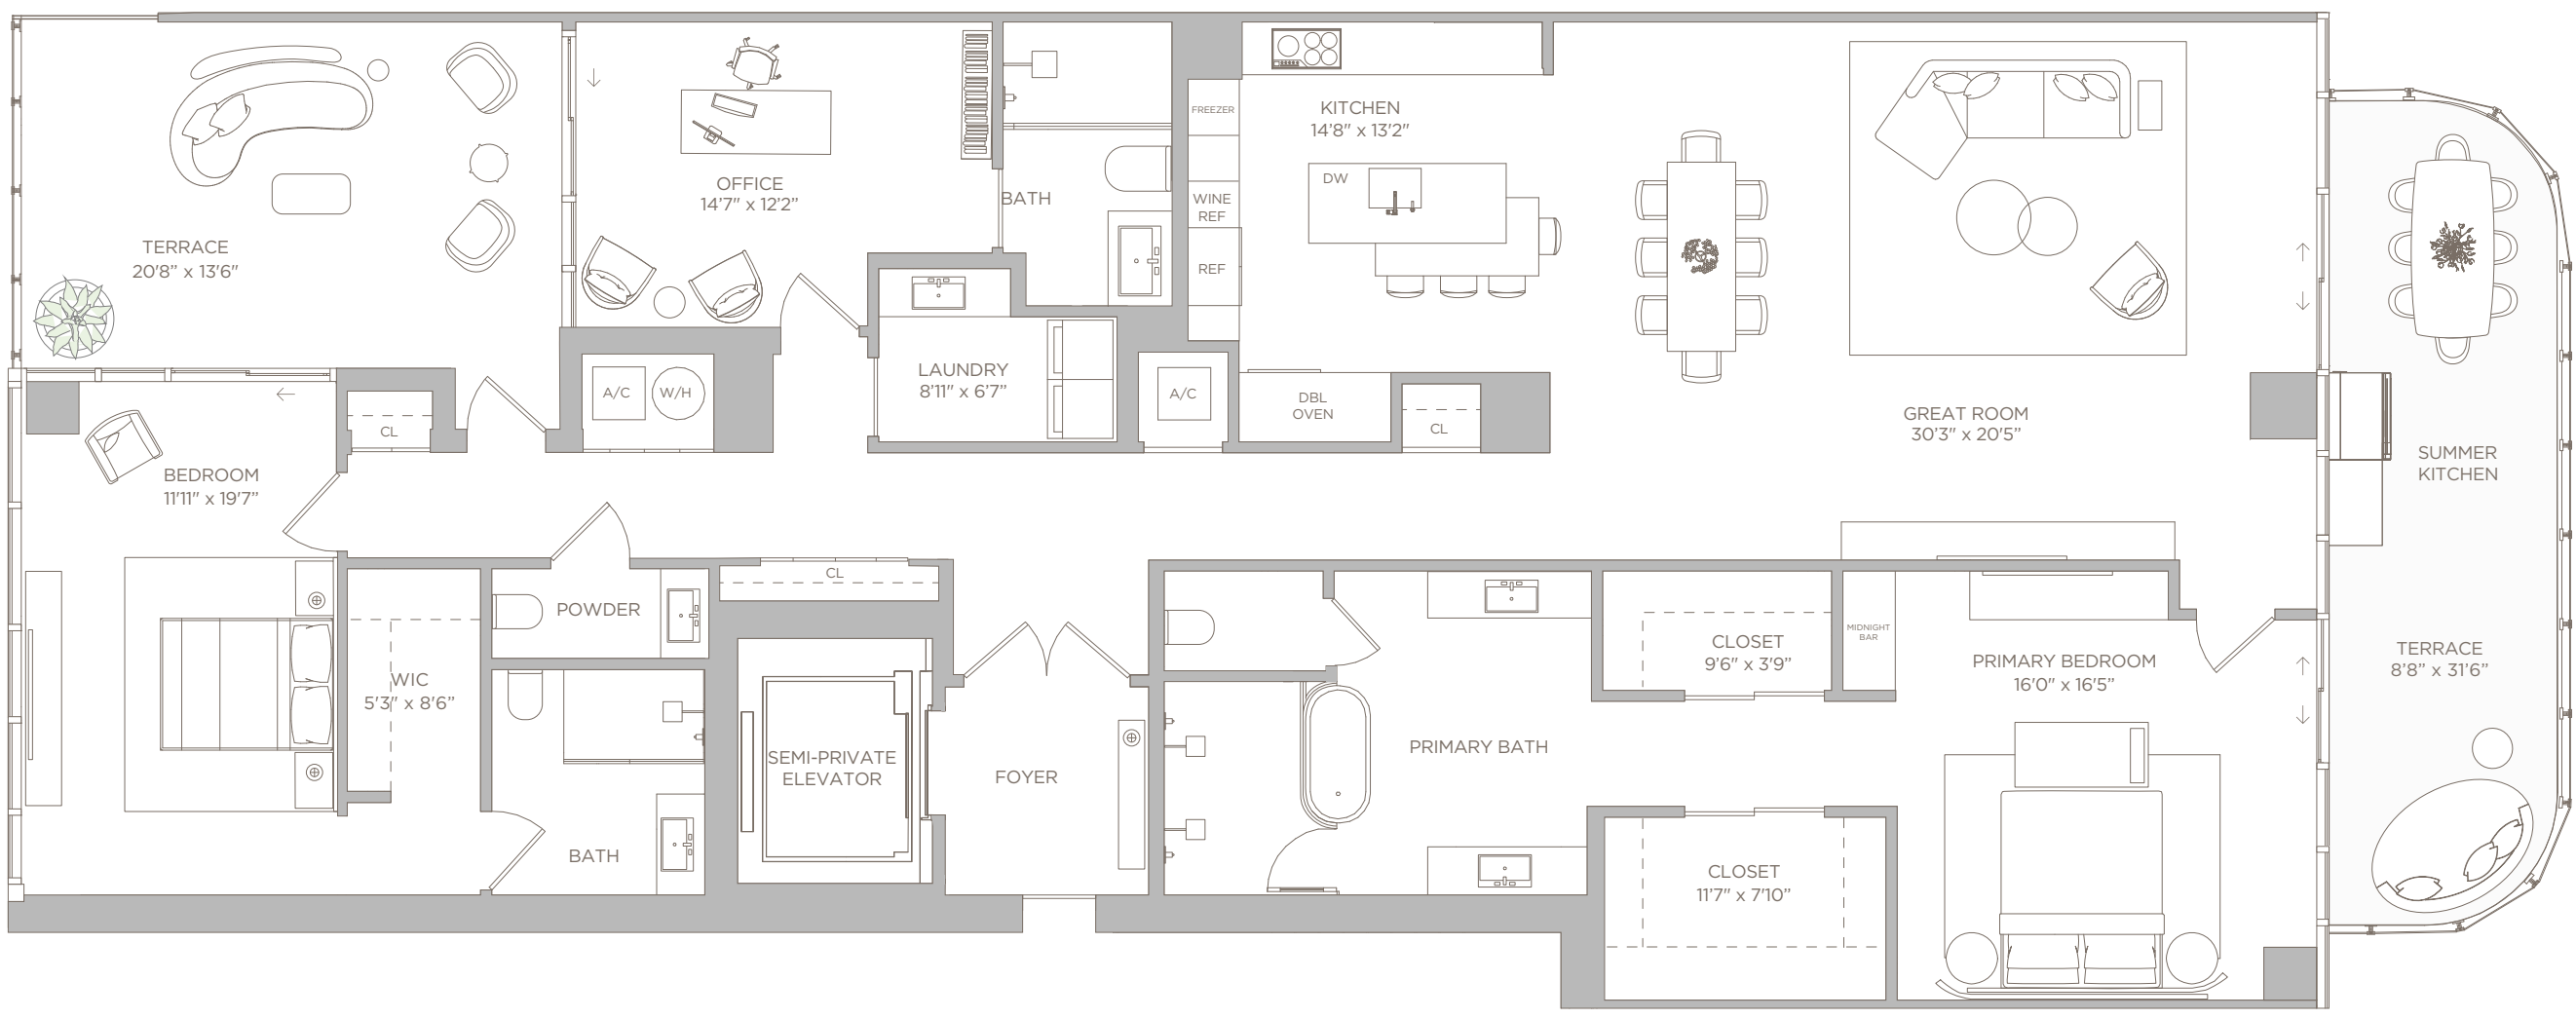 FREEZER
KITCHEN
14'8" x 13'2"
DW
OFFICE
14'7" x 12'2"
BATH
WINE
REF
TERRACE
20'8" x 13'6"
REF
LAUNDRY
8'11" x 6'7"
A/C
W/H
A/C
DBL
OVEN
CL
CL
GREAT ROOM
30'3" x 20'5"
SUMMER
KITCHEN
BEDROOM
11'11" x 19'7"
CL
POWDER
MIDNIGHT
BAR
CLOSET
9'6" x 3'9"
TERRACE
8'8" x 31'6"
PRIMARY BEDROOM
16'0" x 16'5"
WIC
5'3" x 8'6"
PRIMARY BATH
SEMI-PRIVATE
ELEVATOR
FOYER
BATH
CLOSET
11'7" x 7'10"